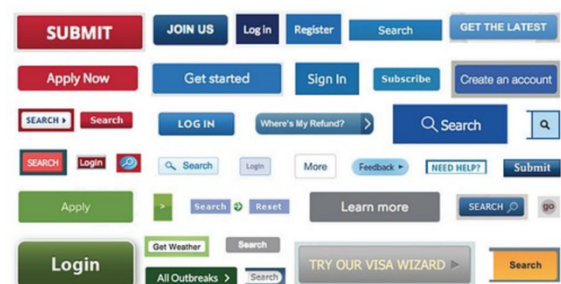 SUBMIT
JOIN US
Log in
Register
Search
GET THE LATEST
Apply Now
Get started
Sign In
Subscribe
Create an account
SEARCH
Search
LOG IN
Where's My Refund?
Search
SEARCH
Login
Search
Login
More
Feedback
NEED HELP?
Submit
Apply
>
Search
Reset
Learn more
SEARCH
go
Login
Get Weather
Search
All Outbreaks >
Search
TRY OUR VISA WIZARD
Search